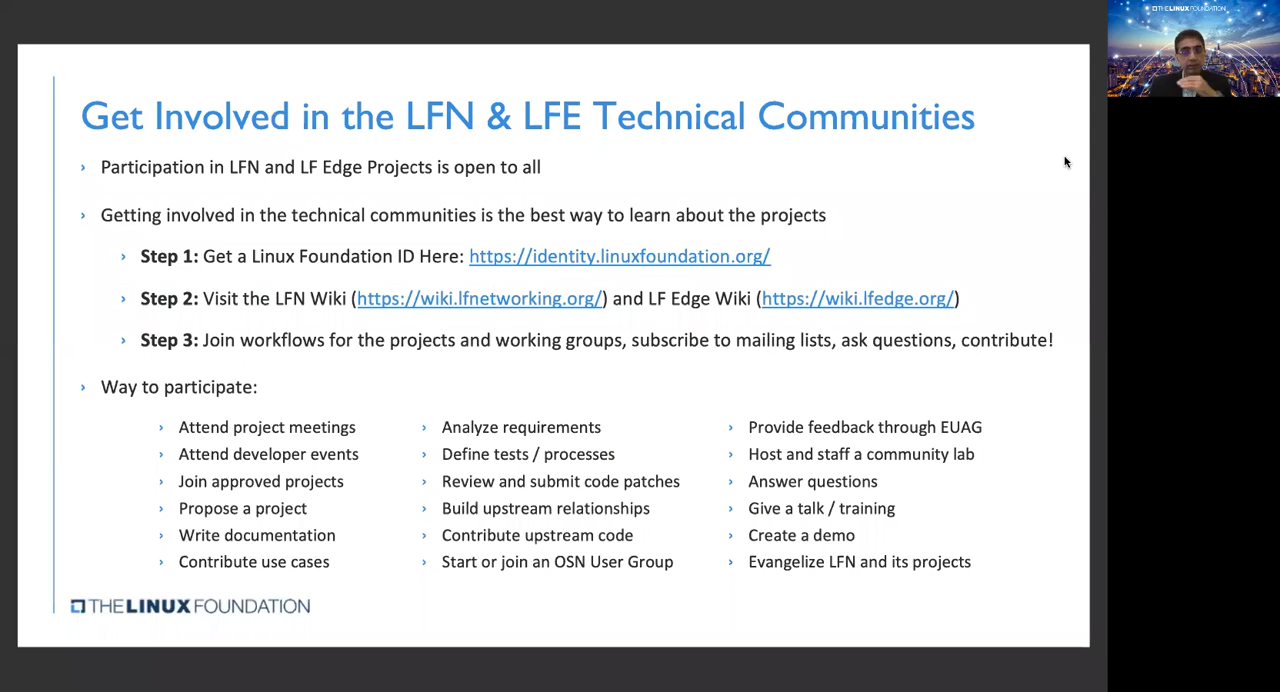 Get Involved in the LFN & LFE Technical Communities
› Participation in LFN and LF Edge Projects is open to all
› Getting involved in the technical communities is the best way to learn about the projects
› Step 1: Get a Linux Foundation ID Here: https://identity.linuxfoundation.org/
› Step 2: Visit the LFN Wiki (https://wiki.lfnetworking.org/) and LF Edge Wiki (https://wiki.lfedge.org/)
› Step 3: Join workflows for the projects and working groups, subscribe to mailing lists, ask questions, contribute!
› Way to participate:
› Attend project meetings
› Attend developer events
› Join approved projects
› Propose a project
› Write documentation
› Contribute use cases
› Analyze requirements
› Define tests / processes
› Review and submit code patches
› Build upstream relationships
› Contribute upstream code
› Start or join an OSN User Group
› Provide feedback through EUAG
› Host and staff a community lab
› Answer questions
› Give a talk / training
› Create a demo
› Evangelize LFN and its projects
THE LINUX FOUNDATION
THE LINUX FOUNDATION